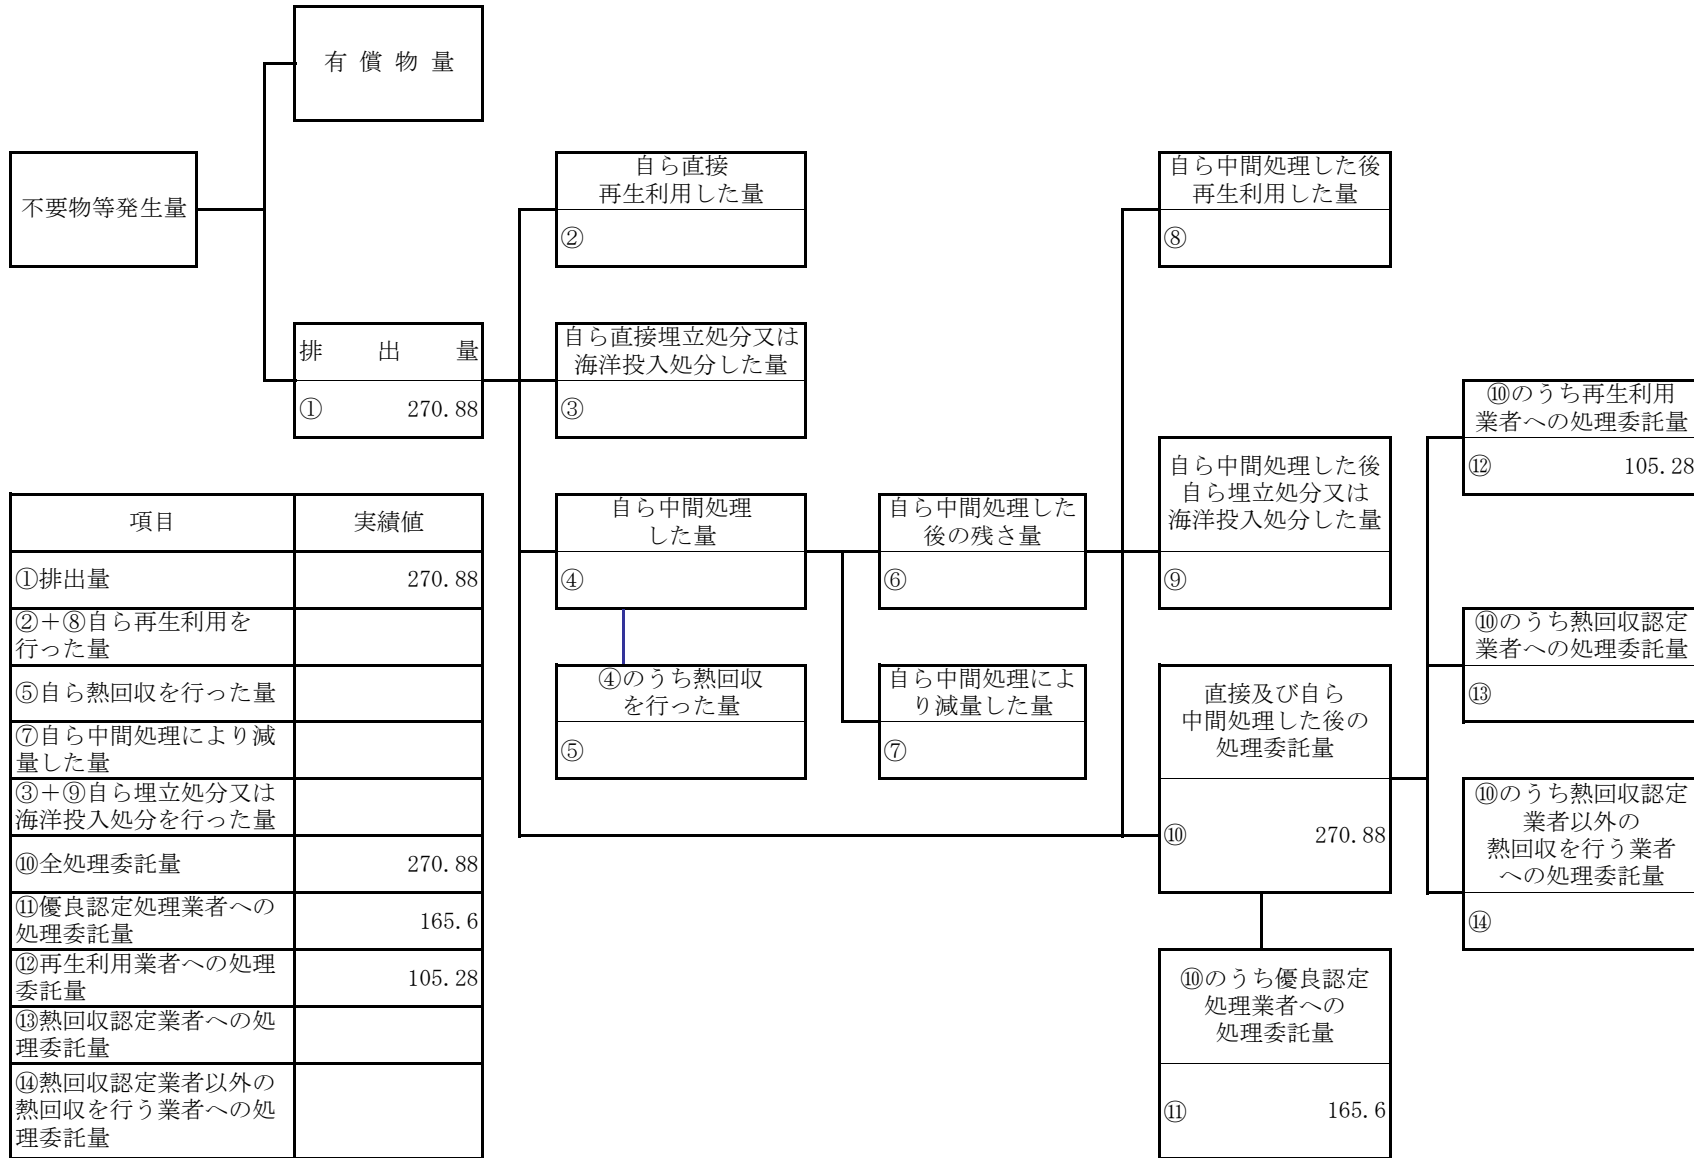 有償物量
不要物等発生量
自ら直接
再生利用した量
②
自ら中間処理した後
再生利用した量
⑧
排出量
① 270.88
自ら直接埋立処分又は
海洋投入処分した量
③
⑩のうち再生利用
業者への処理委託量
⑫ 105.28
自ら中間処理した後
自ら埋立処分又は
海洋投入処分した量
⑨
自ら中間処理
した量
④
自ら中間処理した
後の残さ量
⑥
④のうち熱回収
を行った量
⑤
自ら中間処理によ
り減量した量
⑦
直接及び自ら
中間処理した後の
処理委託量
⑩ 270.88
⑩のうち熱回収認定
業者への処理委託量
⑬
⑩のうち熱回収認定
業者以外の
熱回収を行う業者
への処理委託量
⑭
⑩のうち優良認定
処理業者への
処理委託量
⑪ 165.6
項目 実績値
①排出量 270.88
②＋⑧自ら再生利用を
行った量
⑤自ら熱回収を行った量
⑦自ら中間処理により減
量した量
③＋⑨自ら埋立処分又は
海洋投入処分を行った量
⑩全処理委託量 270.88
⑪優良認定処理業者への
処理委託量 165.6
⑫再生利用業者への処理
委託量 105.28
⑬熱回収認定業者への処
理委託量
⑭熱回収認定業者以外の
熱回収を行う業者への処
理委託量